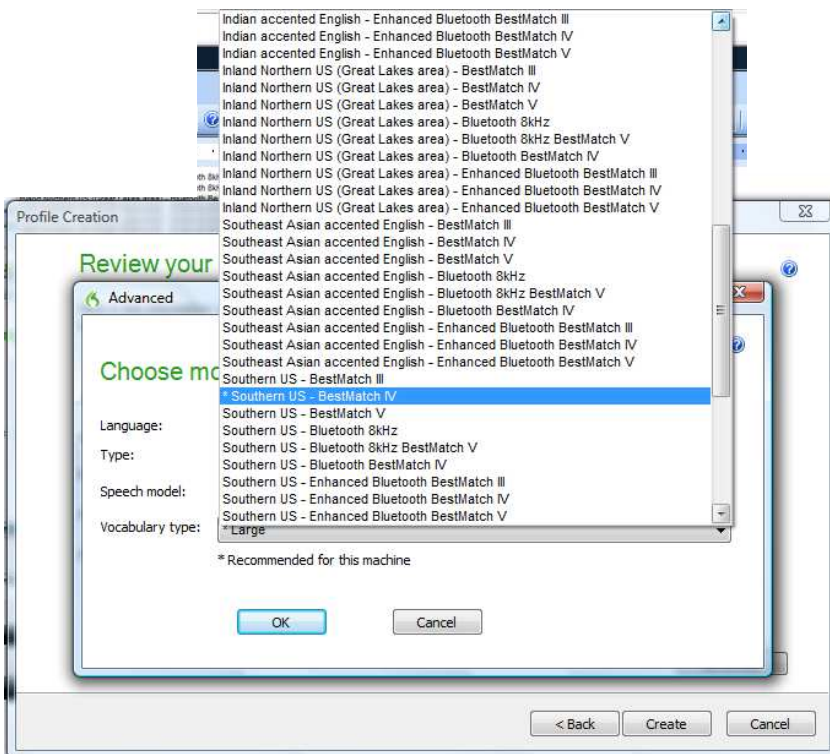 Indian accented English - Enhanced Bluetooth BestMatch III
Indian accented English - Enhanced Bluetooth BestMatch IV
Indian accented English - Enhanced Bluetooth BestMatch V
Inland Northern US (Great Lakes area) - BestMatch III
Inland Northern US (Great Lakes area) - BestMatch IV
Inland Northern US (Great Lakes area) - BestMatch V
Inland Northern US (Great Lakes area) - Bluetooth 8kHz
Inland Northern US (Great Lakes area) - Bluetooth 8kHz BestMatch V
Inland Northern US (Great Lakes area) - Bluetooth BestMatch IV
Inland Northern US (Great Lakes area) - Enhanced Bluetooth BestMatch III
Inland Northern US (Great Lakes area) - Enhanced Bluetooth BestMatch IV
Inland Northern US (Great Lakes area) - Enhanced Bluetooth BestMatch V
Southeast Asian accented English - BestMatch III
Southeast Asian accented English - BestMatch IV
Southeast Asian accented English - BestMatch V
Southeast Asian accented English - Bluetooth 8kHz
Southeast Asian accented English - Bluetooth 8kHz BestMatch V
Southeast Asian accented English - Bluetooth BestMatch IV
Southeast Asian accented English - Enhanced Bluetooth BestMatch III
Southeast Asian accented English - Enhanced Bluetooth BestMatch IV
Southeast Asian accented English - Enhanced Bluetooth BestMatch V
Southern US - BestMatch III
* Southern US - BestMatch IV
Southern US - BestMatch V
Southern US - Bluetooth 8kHz
Southern US - Bluetooth 8kHz BestMatch V
Southern US - Bluetooth BestMatch IV
Southern US - Enhanced Bluetooth BestMatch III
Southern US - Enhanced Bluetooth BestMatch IV
Southern US - Enhanced Bluetooth BestMatch V
Profile Creation
Review your
Advanced
Choose mo
Language:
Type:
Speech model:
Vocabulary type:
* Large
* Recommended for this machine
OK
Cancel
< Back
Create
Cancel